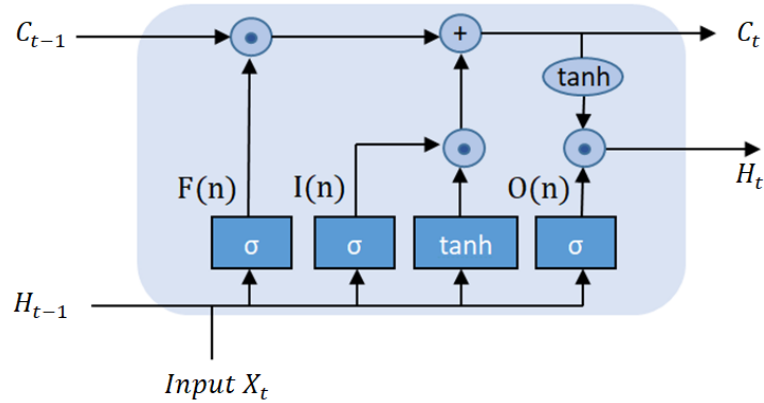 C_{t-1}
+
C_t
tanh
H_t
F(n)
I(n)
O(n)
σ
σ
tanh
σ
H_{t-1}
Input X_t